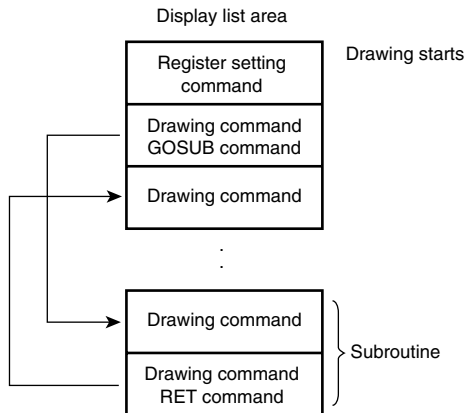 Display list area
Drawing starts
Register setting
command
Drawing command
GOSUB command
Drawing command
.
.
Drawing command
Subroutine
Drawing command
RET command